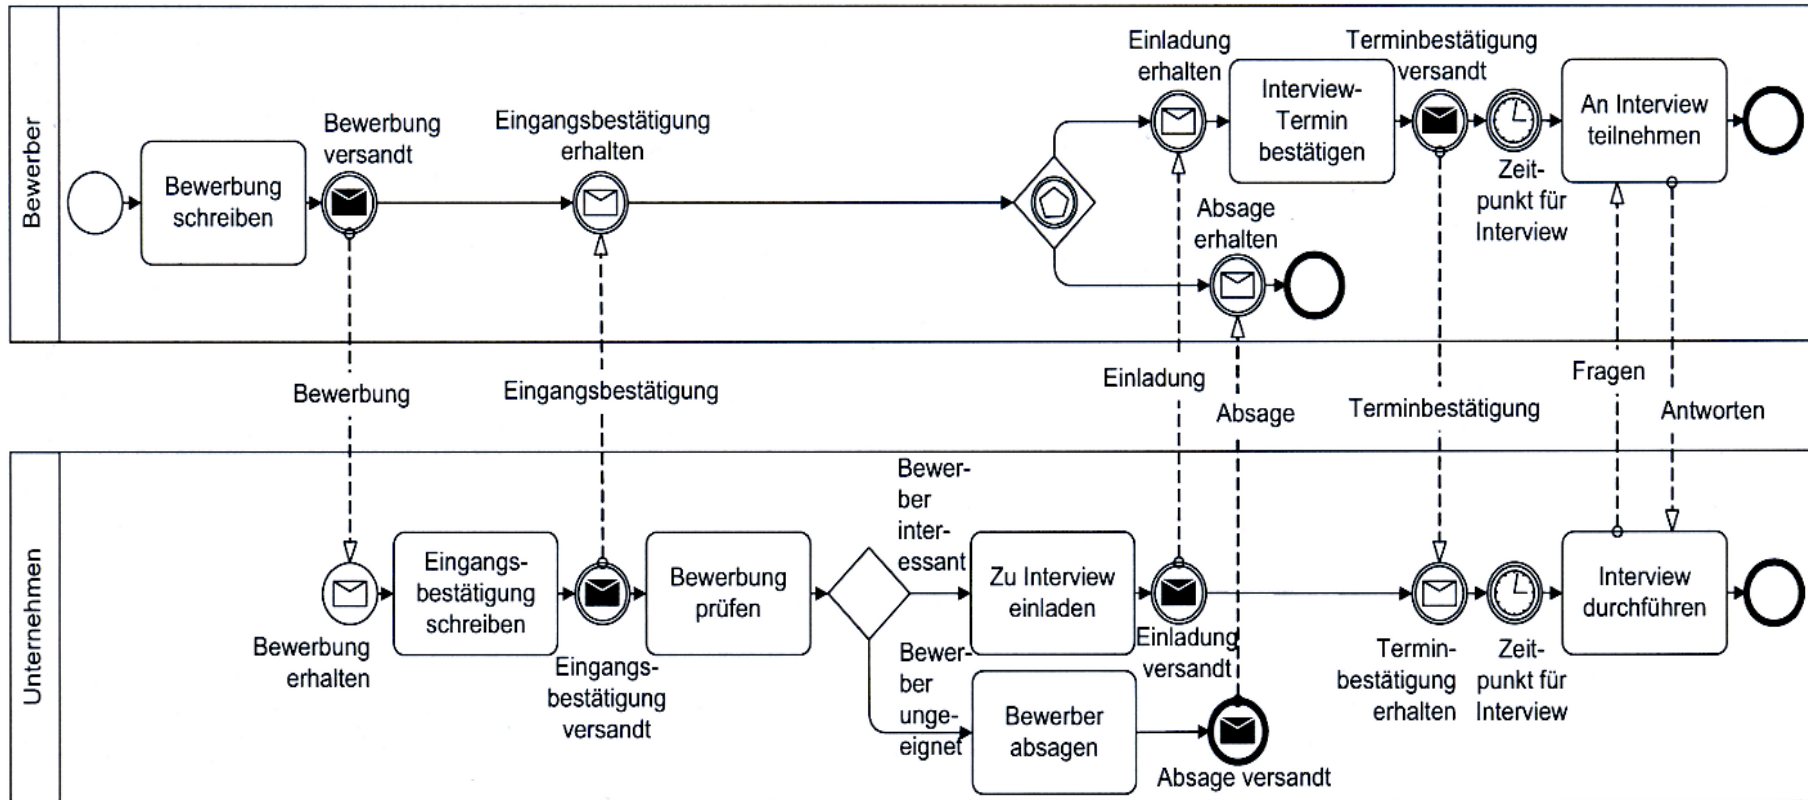 Bewerber
Bewerbung
schreiben
Bewerbung
versandt
Eingangsbestätigung
erhalten
Einladung
erhalten
Interview-
Termin
bestätigen
Terminbestätigung
versandt
Zeit-
punkt für
Interview
An Interview
teilnehmen
Absage
erhalten
Bewerbung
Eingangsbestätigung
Einladung
Absage
Terminbestätigung
Fragen
Antworten
Unternehmen
Bewerbung
erhalten
Eingangs-
bestätigung
schreiben
Eingangs-
bestätigung
versandt
Bewerbung
prüfen
Bewer-
ber
inter-
essant
Zu Interview
einladen
Einladung
versandt
Bewer-
ber
unge-
eignet
Bewerber
absagen
Absage versandt
Termin-
bestätigung
erhalten
Zeit-
punkt für
Interview
Interview
durchführen